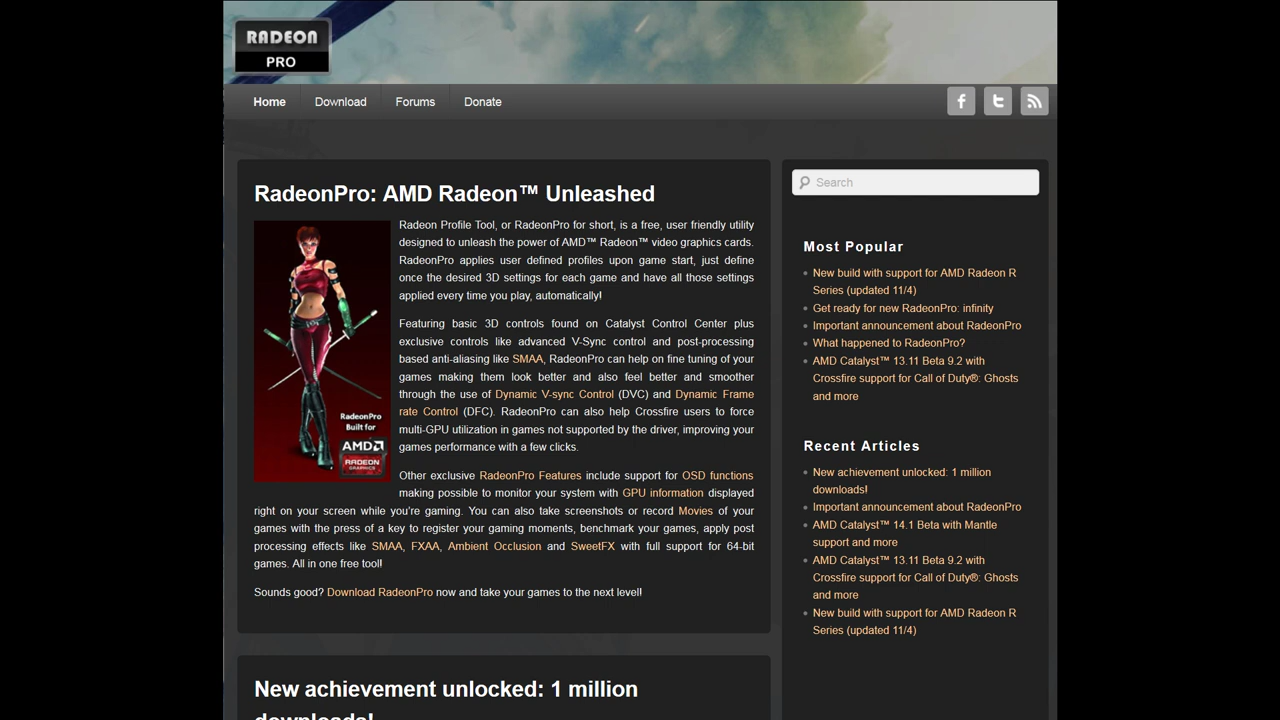 RADEON
PRO
Home
Download
Forums
Donate
Search
RadeonPro: AMD Radeon™ Unleashed
Radeon Profile Tool, or RadeonPro for short, is a free, user friendly utility
designed to unleash the power of AMD™ Radeon™ video graphics cards.
RadeonPro applies user defined profiles upon game start, just define
once the desired 3D settings for each game and have all those settings
applied every time you play, automatically!
Featuring basic 3D controls found on Catalyst Control Center plus
exclusive controls like advanced V-Sync control and post-processing
based anti-aliasing like SMAA, RadeonPro can help on fine tuning of your
games making them look better and also feel better and smoother
through the use of Dynamic V-sync Control (DVC) and Dynamic Frame
rate Control (DFC). RadeonPro can also help Crossfire users to force
multi-GPU utilization in games not supported by the driver, improving your
games performance with a few clicks.
RadeonPro
Built for
AMD
RADEON
GRAPHICS
Other exclusive RadeonPro Features include support for OSD functions
making possible to monitor your system with GPU information displayed
right on your screen while you're gaming. You can also take screenshots or record Movies of your
games with the press of a key to register your gaming moments, benchmark your games, apply post
processing effects like SMAA, FXAA, Ambient Occlusion and SweetFX with full support for 64-bit
games. All in one free tool!
Sounds good? Download RadeonPro now and take your games to the next level!
New achievement unlocked: 1 million
downloads!
Most Popular
New build with support for AMD Radeon R
Series (updated 11/4)
Get ready for new RadeonPro: infinity
Important announcement about RadeonPro
What happened to RadeonPro?
AMD Catalyst™ 13.11 Beta 9.2 with
Crossfire support for Call of Duty®: Ghosts
and more
Recent Articles
New achievement unlocked: 1 million
downloads!
Important announcement about RadeonPro
AMD Catalyst™ 14.1 Beta with Mantle
support and more
AMD Catalyst™ 13.11 Beta 9.2 with
Crossfire support for Call of Duty®: Ghosts
and more
New build with support for AMD Radeon R
Series (updated 11/4)